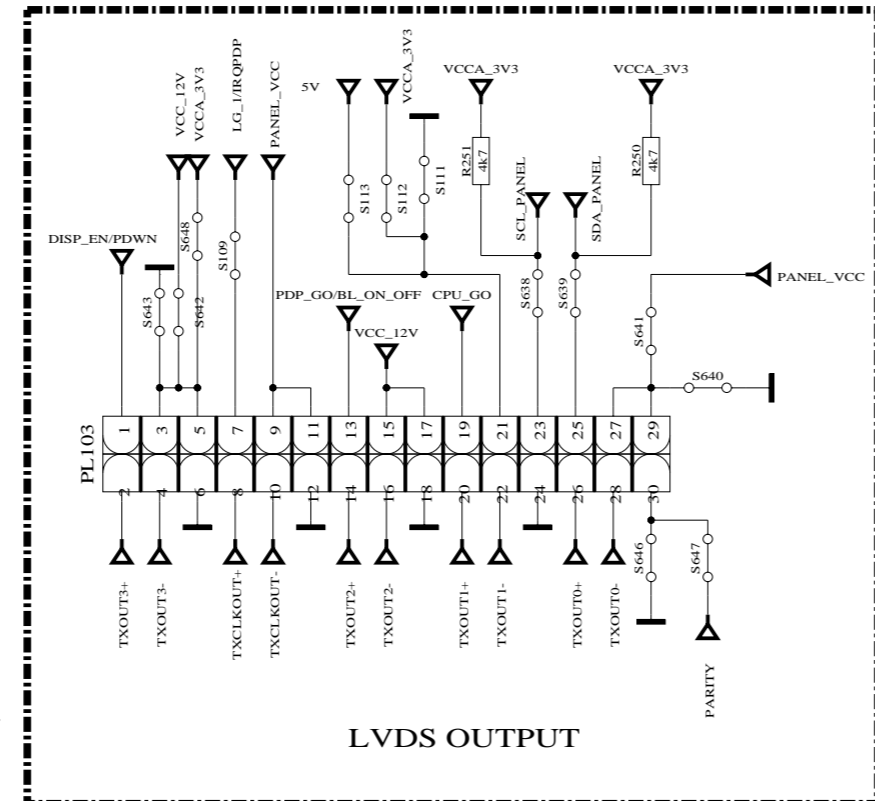 VCC_12V
VCCA_3V3
LG_1/IRQPDP
PANEL_VCC
5V
VCCA_3V3
VCCA_3V3
VCCA_3V3
R251
4k7
R250
4k7
S113
S112
S111
SCL_PANEL
SDA_PANEL
DISP_EN/PDWN
S648
S109
S643
S642
PDP_GO/BL_ON_OFF
CPU_GO
VCC_12V
S638
S639
S641
PANEL_VCC
S640
PL103
1 3 5 7 9 11 13 15 17 19 21 23 25 27 29
2 4 6 8 10 12 14 16 18 20 22 24 26 28 30
S646
S647
TXOUT3+
TXOUT3-
TXCLKOUT+
TXCLKOUT-
TXOUT2+
TXOUT2-
TXOUT1+
TXOUT1-
TXOUT0+
TXOUT0-
PARITY
LVDS OUTPUT